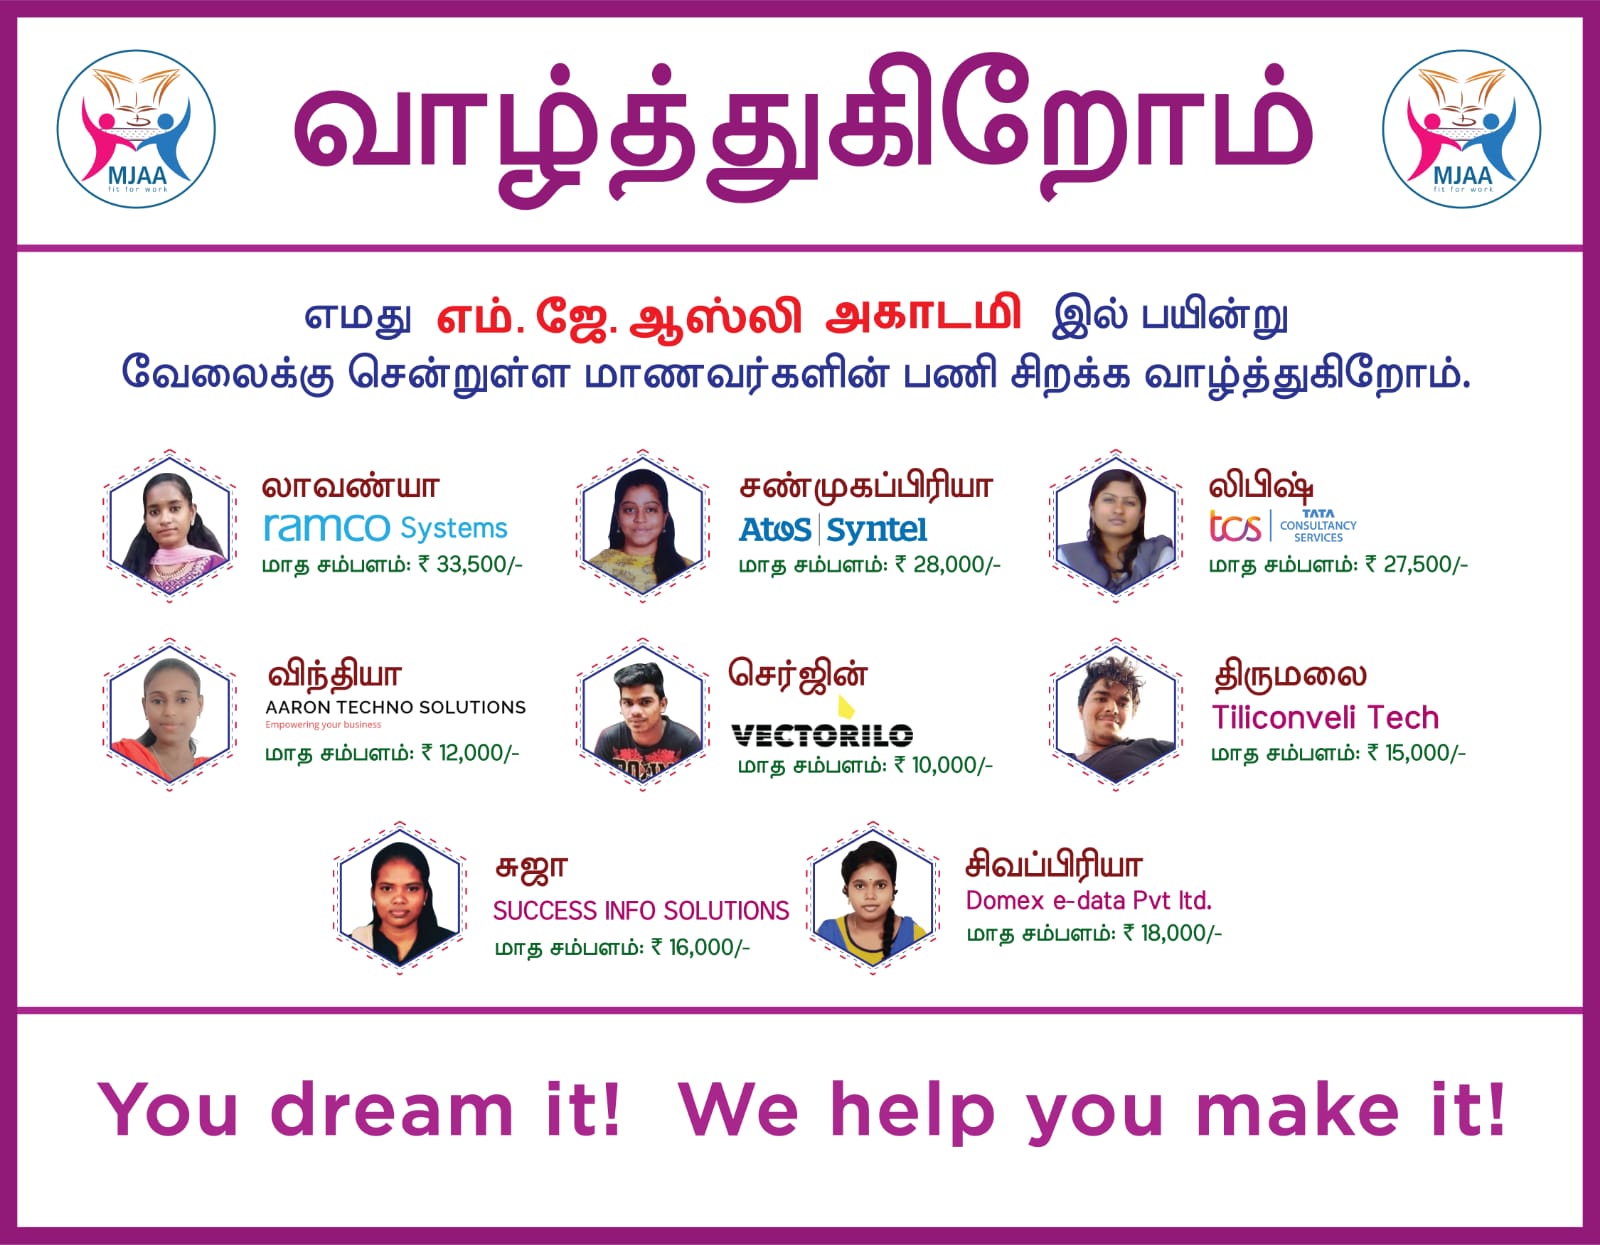 MJAA
fit for work
வாழ்த்துகிறோம்
MJAA
fit for work
எமது எம். ஜே. ஆஸ்லி அகாடமி இல் பயின்று
வேலைக்கு சென்றுள்ள மாணவர்களின் பணி சிறக்க வாழ்த்துகிறோம்.
லாவண்யா
ramco Systems
மாத சம்பளம்: ₹ 33,500/-
சண்முகப்பிரியா
Atos | Syntel
மாத சம்பளம்: ₹ 28,000/-
லிபிஷ்
tcs | TATA
CONSULTANCY
SERVICES
மாத சம்பளம்: ₹ 27,500/-
விந்தியா
AARON TECHNO SOLUTIONS
Empowering your business
மாத சம்பளம்: ₹ 12,000/-
செர்ஜின்
VECTORILO
மாத சம்பளம்: ₹ 10,000/-
திருமலை
Tiliconveli Tech
மாத சம்பளம்: ₹ 15,000/-
சுஜா
SUCCESS INFO SOLUTIONS
மாத சம்பளம்: ₹ 16,000/-
சிவப்பிரியா
Domex e-data Pvt ltd.
மாத சம்பளம்: ₹ 18,000/-
You dream it! We help you make it!